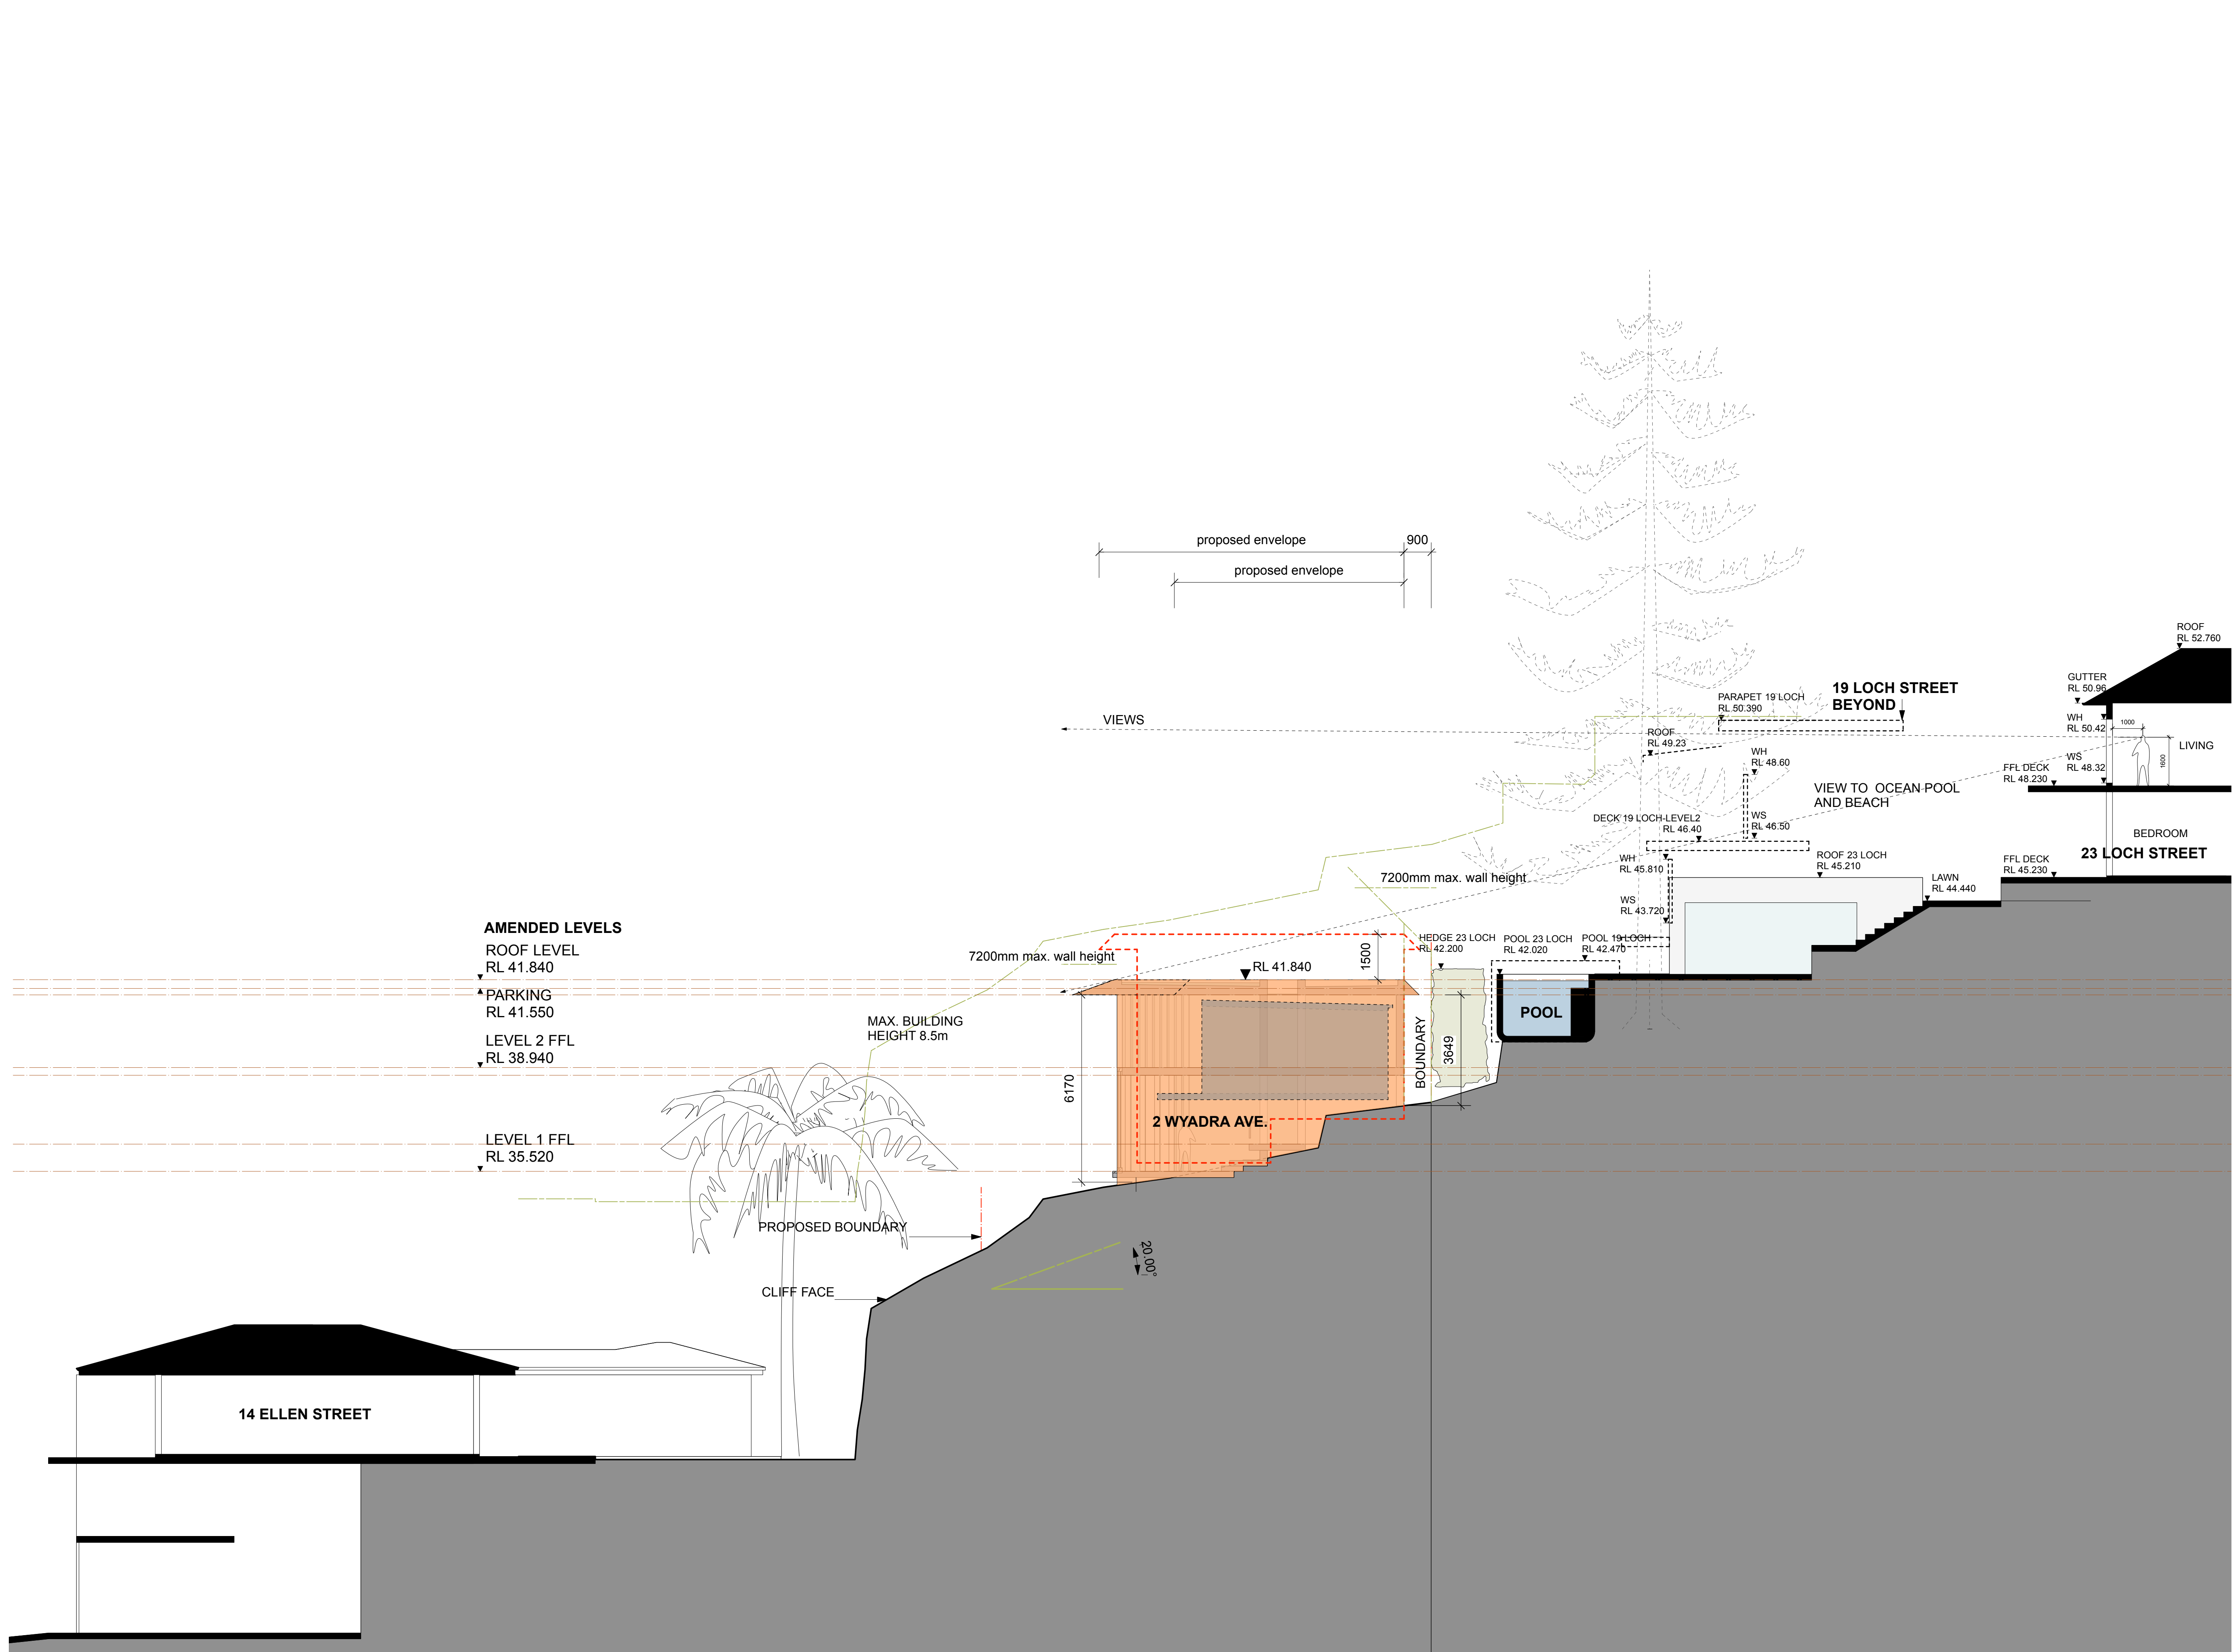 proposed envelope
900
proposed envelope
ROOF
RL 52.760
GUTTER
RL 50.96
19 LOCH STREET
BEYOND
PARAPET 19 LOCH
RL 50.390
VIEWS
WH
RL 50.42
1000
LIVING
ROOF
RL 49.23
WH
RL 48.60
WS
RL 48.32
1600
FFL DECK
RL 48.230
VIEW TO OCEAN POOL
AND BEACH
DECK 19 LOCH-LEVEL2
RL 46.40
WS
RL 46.50
BEDROOM
23 LOCH STREET
WH
RL 45.810
ROOF 23 LOCH
RL 45.210
FFL DECK
RL 45.230
7200mm max. wall height
LAWN
RL 44.440
WS
RL 43.720
AMENDED LEVELS
ROOF LEVEL
RL 41.840
PARKING
RL 41.550
LEVEL 2 FFL
RL 38.940
LEVEL 1 FFL
RL 35.520
7200mm max. wall height
RL 41.840
1500
HEDGE 23 LOCH
RL 42.200
POOL 23 LOCH
RL 42.020
POOL 19 LOCH
RL 42.470
MAX. BUILDING
HEIGHT 8.5m
POOL
BOUNDARY
3649
6170
2 WYADRA AVE.
PROPOSED BOUNDARY
20.00°
CLIFF FACE
14 ELLEN STREET